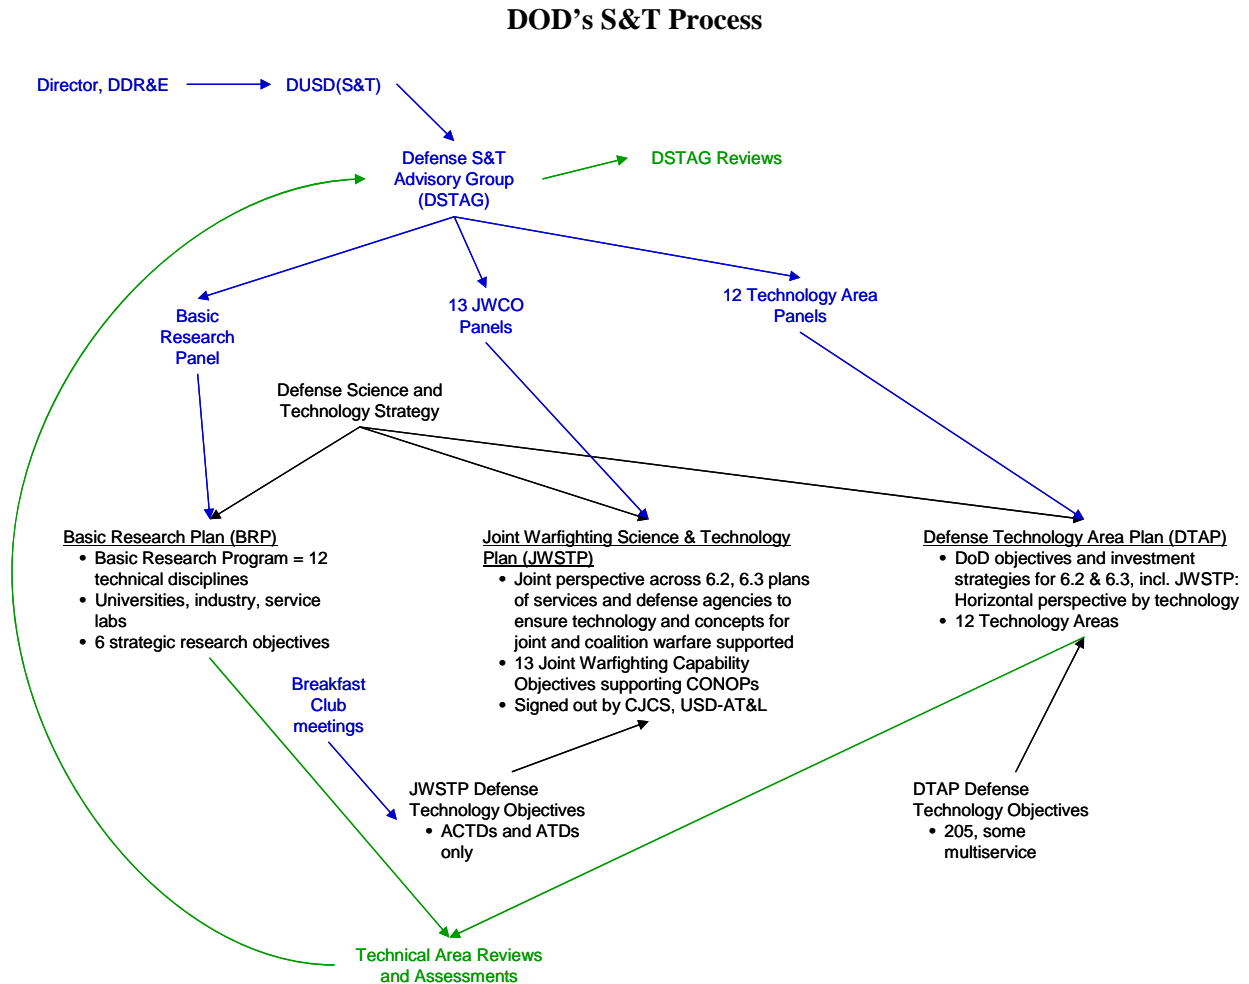 DOD’s S&T Process
Director, DDR&E
DUSD(S&T)
Defense S&T
Advisory Group
(DSTAG)
DSTAG Reviews
Basic
Research
Panel
13 JWCO
Panels
12 Technology Area
Panels
Defense Science and
Technology Strategy
Basic Research Plan (BRP)
• Basic Research Program = 12
technical disciplines
• Universities, industry, service
labs
• 6 strategic research objectives
Joint Warfighting Science & Technology
Plan (JWSTP)
• Joint perspective across 6.2, 6.3 plans
of services and defense agencies to
ensure technology and concepts for
joint and coalition warfare supported
• 13 Joint Warfighting Capability
Objectives supporting CONOPs
• Signed out by CJCS, USD-AT&L
Defense Technology Area Plan (DTAP)
• DoD objectives and investment
strategies for 6.2 & 6.3, incl. JWSTP:
Horizontal perspective by technology
• 12 Technology Areas
Breakfast
Club
meetings
JWSTP Defense
Technology Objectives
• ACTDs and ATDs
only
DTAP Defense
Technology Objectives
• 205, some
multiservice
Technical Area Reviews
and Assessments